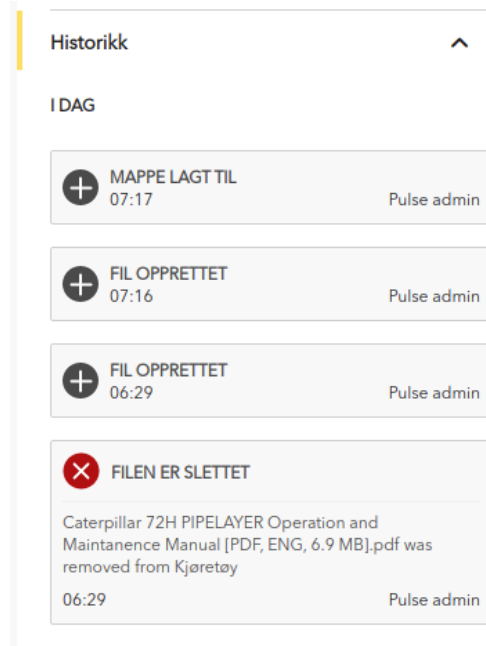 Historikk
I DAG
MAPPE LAGT TIL
07:17 Pulse admin
FIL OPPRETTET
07:16 Pulse admin
FIL OPPRETTET
06:29 Pulse admin
FILEN ER SLETTET
Caterpillar 72H PIPELAYER Operation and
Maintanence Manual [PDF, ENG, 6.9 MB].pdf was
removed from Kjøretøy
06:29 Pulse admin